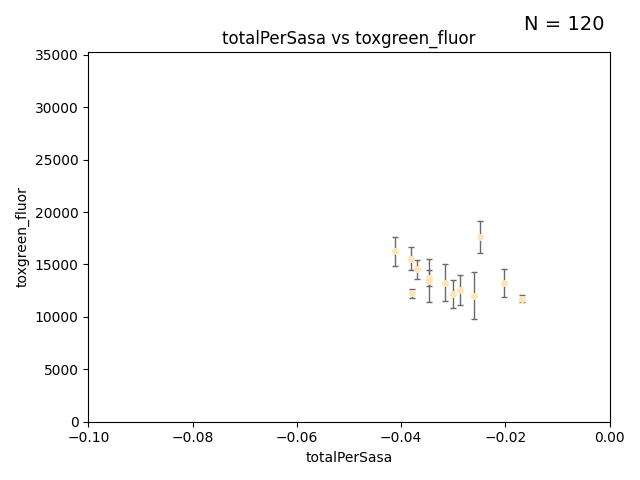 N = 120
totalPerSasa vs toxgreen_fluor
35000
30000
25000
20000
15000
10000
5000
0
toxgreen_fluor
−0.10 −0.08 −0.06 −0.04 −0.02 0.00
totalPerSasa